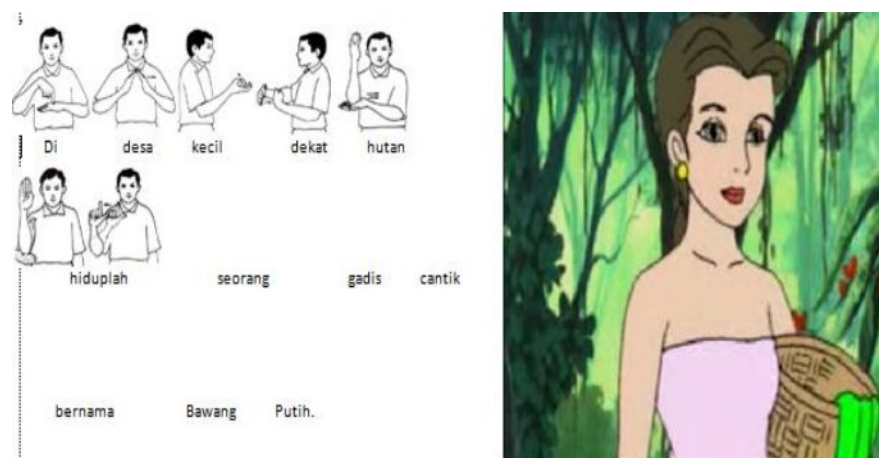 Di desa kecil dekat hutan
hiduplah seorang gadis cantik
bernama Bawang Putih.